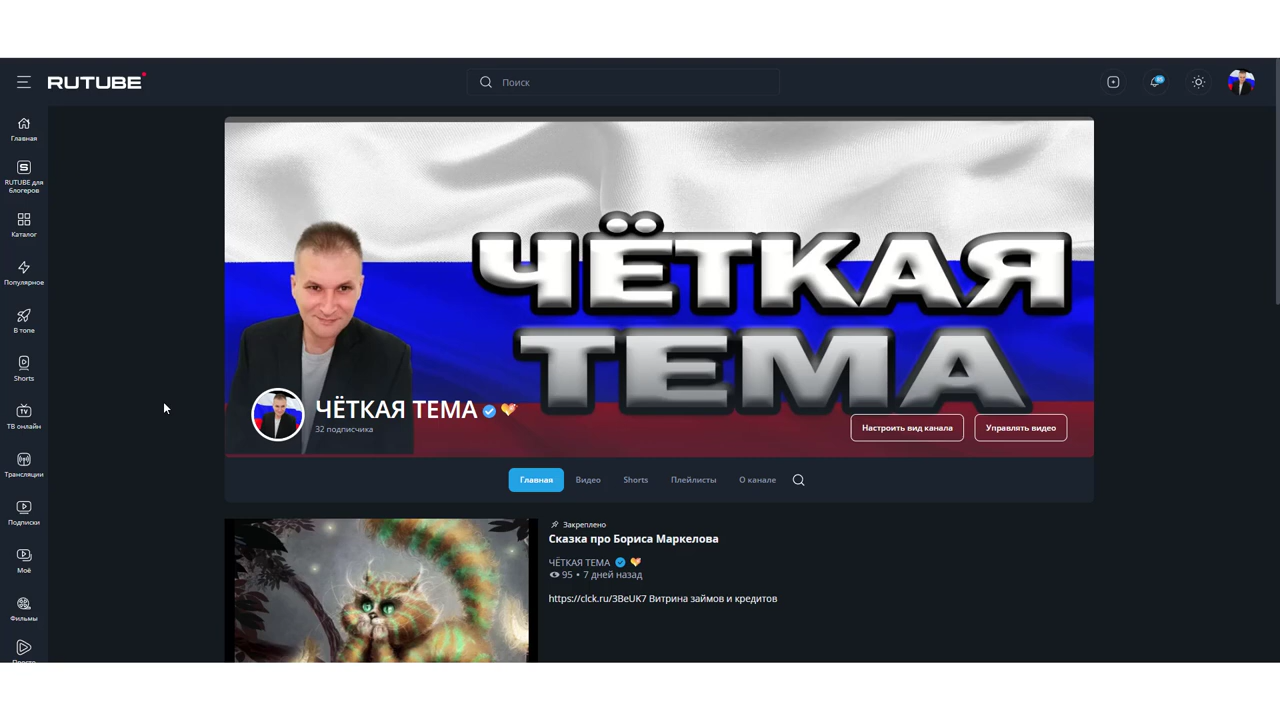 RUTUBE
Поиск
Главная
RUTUBE для
блогеров
Каталог
Популярное
В топе
Shorts
ТВ онлайн
Трансляции
Подписки
Моё
Фильмы
ЧЁТКАЯ
ТЕМА
ЧЁТКАЯ ТЕМА
32 подписчика
Настроить вид канала
Управлять видео
Главная
Видео
Shorts
Плейлисты
О канале
Закреплено
Сказка про Бориса Маркелова
ЧЁТКАЯ ТЕМА
95 • 7 дней назад
https://clck.ru/3BeUK7 Витрина займов и кредитов